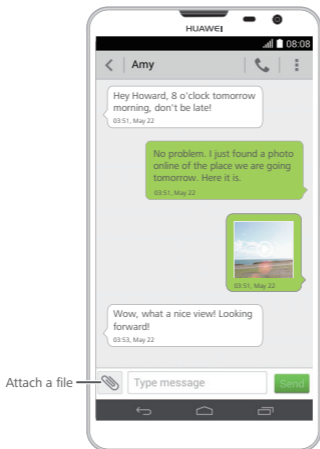 HUAWEI
08:08
Amy
Hey Howard, 8 o'clock tomorrow
morning, don't be late!
03:51, May 22
No problem. I just found a photo
online of the place we are going
tomorrow. Here it is.
03:51, May 22
03:51, May 22
Wow, what a nice view! Looking
forward!
03:53, May 22
Attach a file
Type message
Send